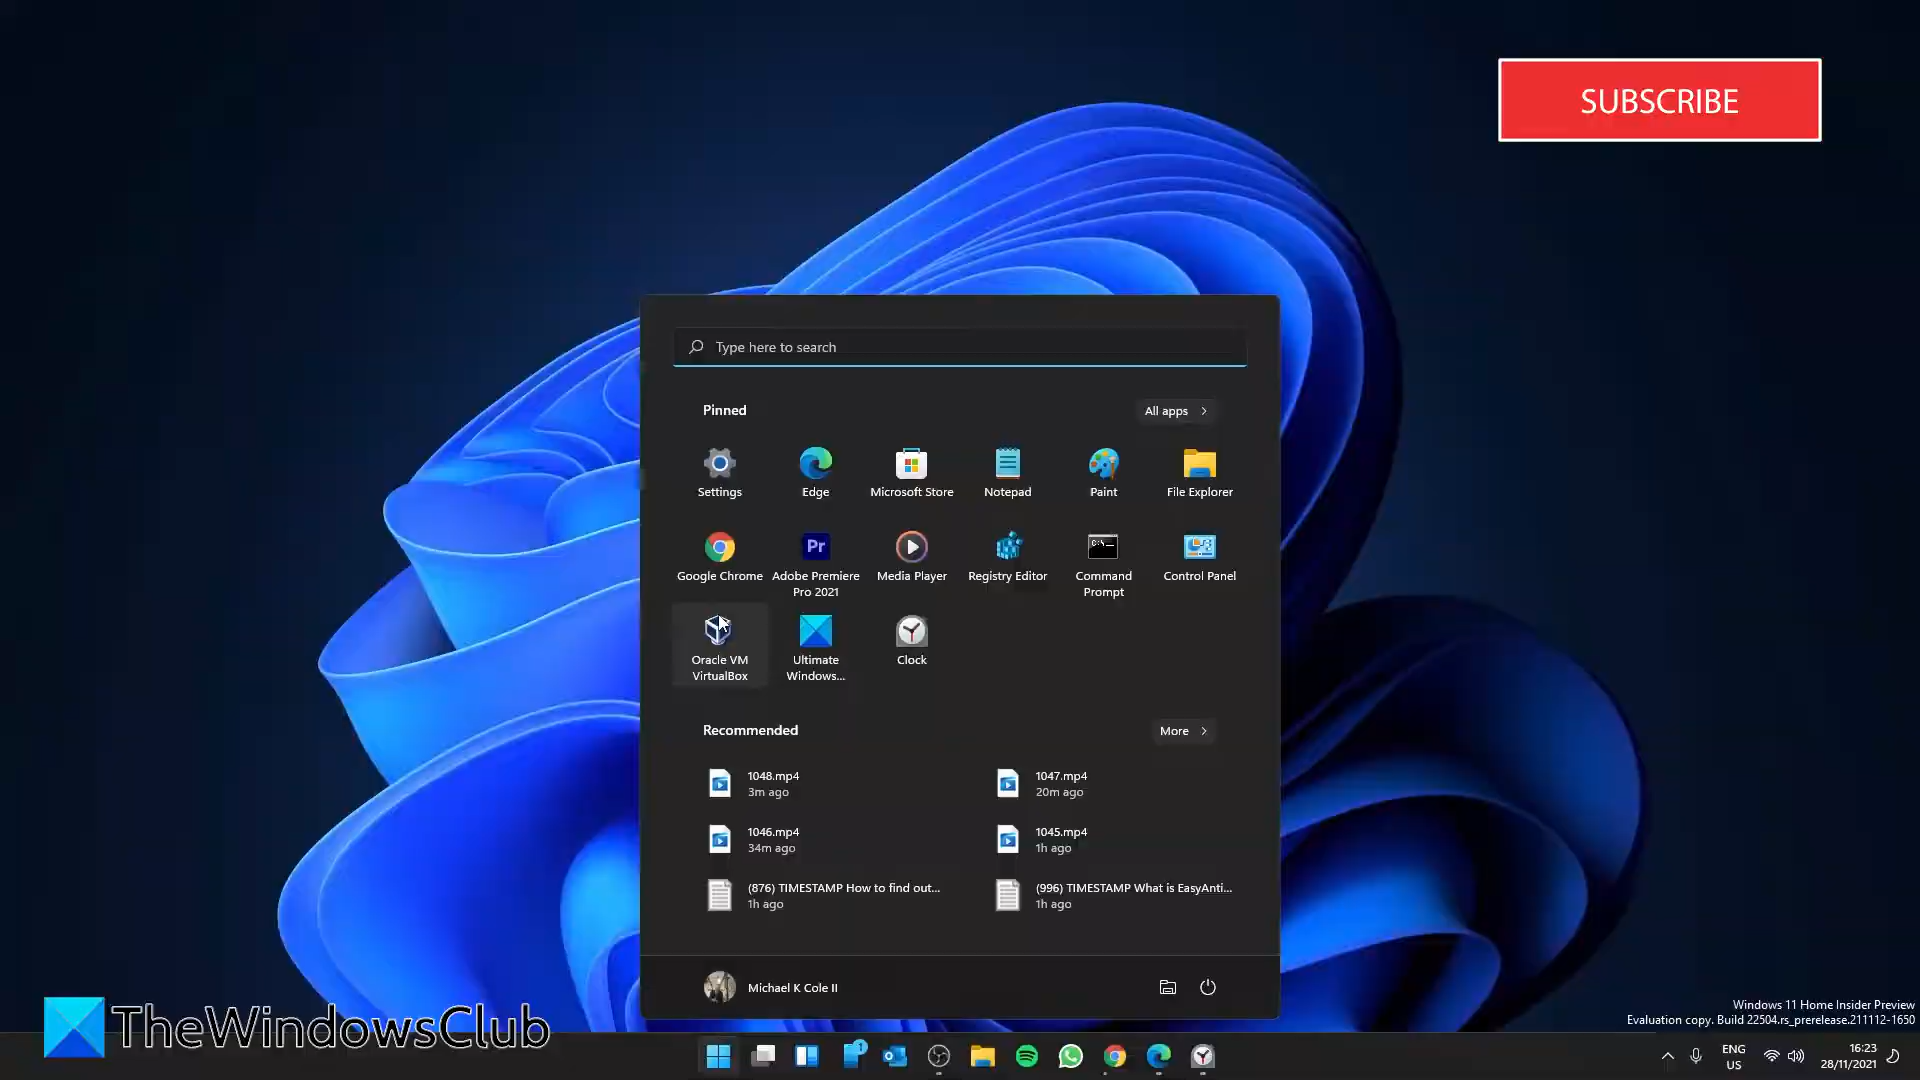 SUBSCRIBE
Type here to search
Pinned
All apps
Settings
Edge
Microsoft Store
Notepad
Paint
File Explorer
Google Chrome
Pr
Adobe Premiere
Pro 2021
Media Player
Registry Editor
C:\_
Command
Prompt
Control Panel
Oracle VM
VirtualBox
Ultimate
Windows...
Clock
Recommended
More
1048.mp4
3m ago
1047.mp4
20m ago
1046.mp4
34m ago
1045.mp4
1h ago
(876) TIMESTAMP How to find out...
1h ago
(996) TIMESTAMP What is EasyAnti...
1h ago
Michael K Cole II
TheWindowsClub
Windows 11 Home Insider Preview
Evaluation copy. Build 22504.rs_prerelease.211112-1650
1
ENG
US
16:23
28/11/2021